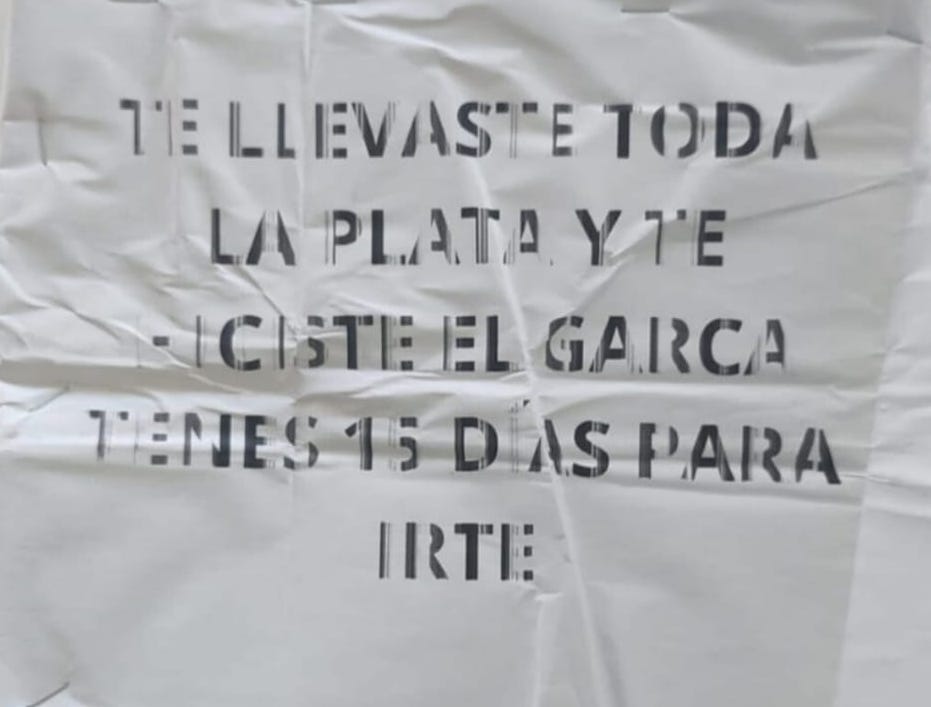 TE LLEVASTE TODA
LA PLATA Y TE
HICISTE EL GARCA
TENES 15 DÍAS PARA
IRTE